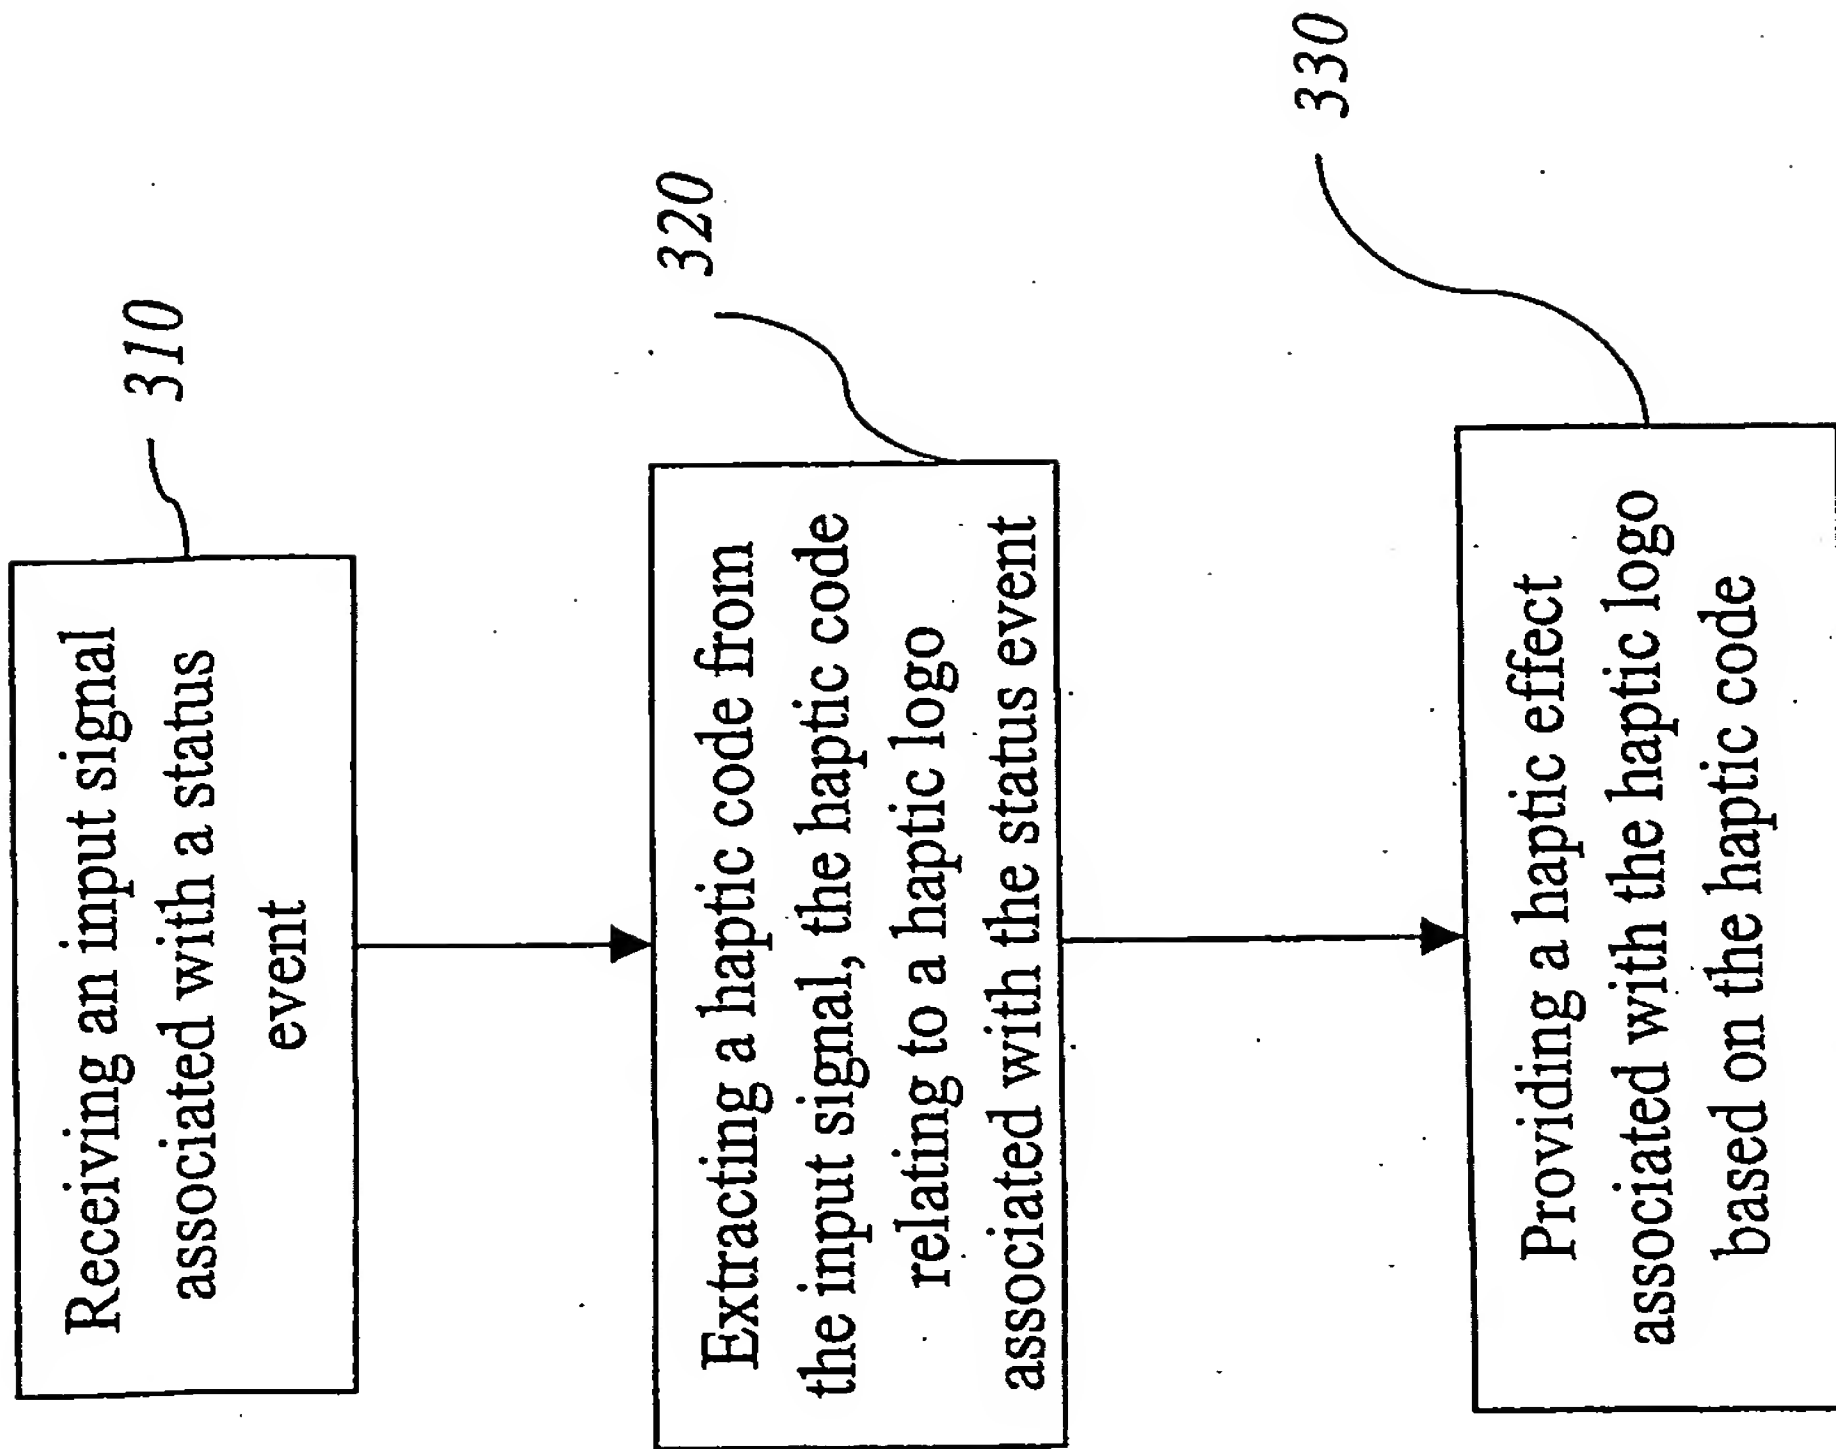 310
Receiving an input signal
associated with a status
event
320
Extracting a haptic code from
the input signal, the haptic code
relating to a haptic logo
associated with the status event
330
Providing a haptic effect
associated with the haptic logo
based on the haptic code